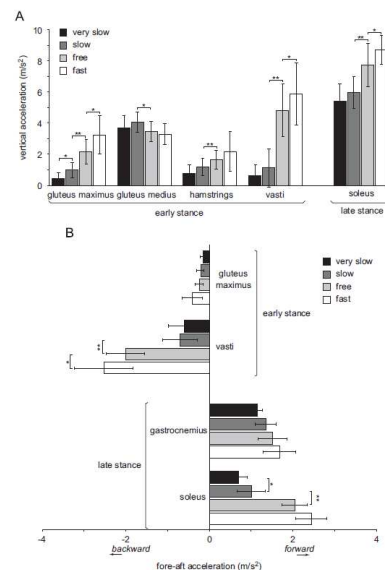 A
very slow
slow
free
fast
vertical acceleration (m/s²)
10
8
6
4
2
0
* ** * * ** ** * ** *
gluteus maximus gluteus medius hamstrings vasti soleus
early stance late stance
B
very slow
slow
free
fast
gluteus
maximus
early stance
vasti
**
*
gastrocnemius
late stance
soleus
*
**
−4 −2 0 2 4
backward forward
fore-aft acceleration (m/s²)